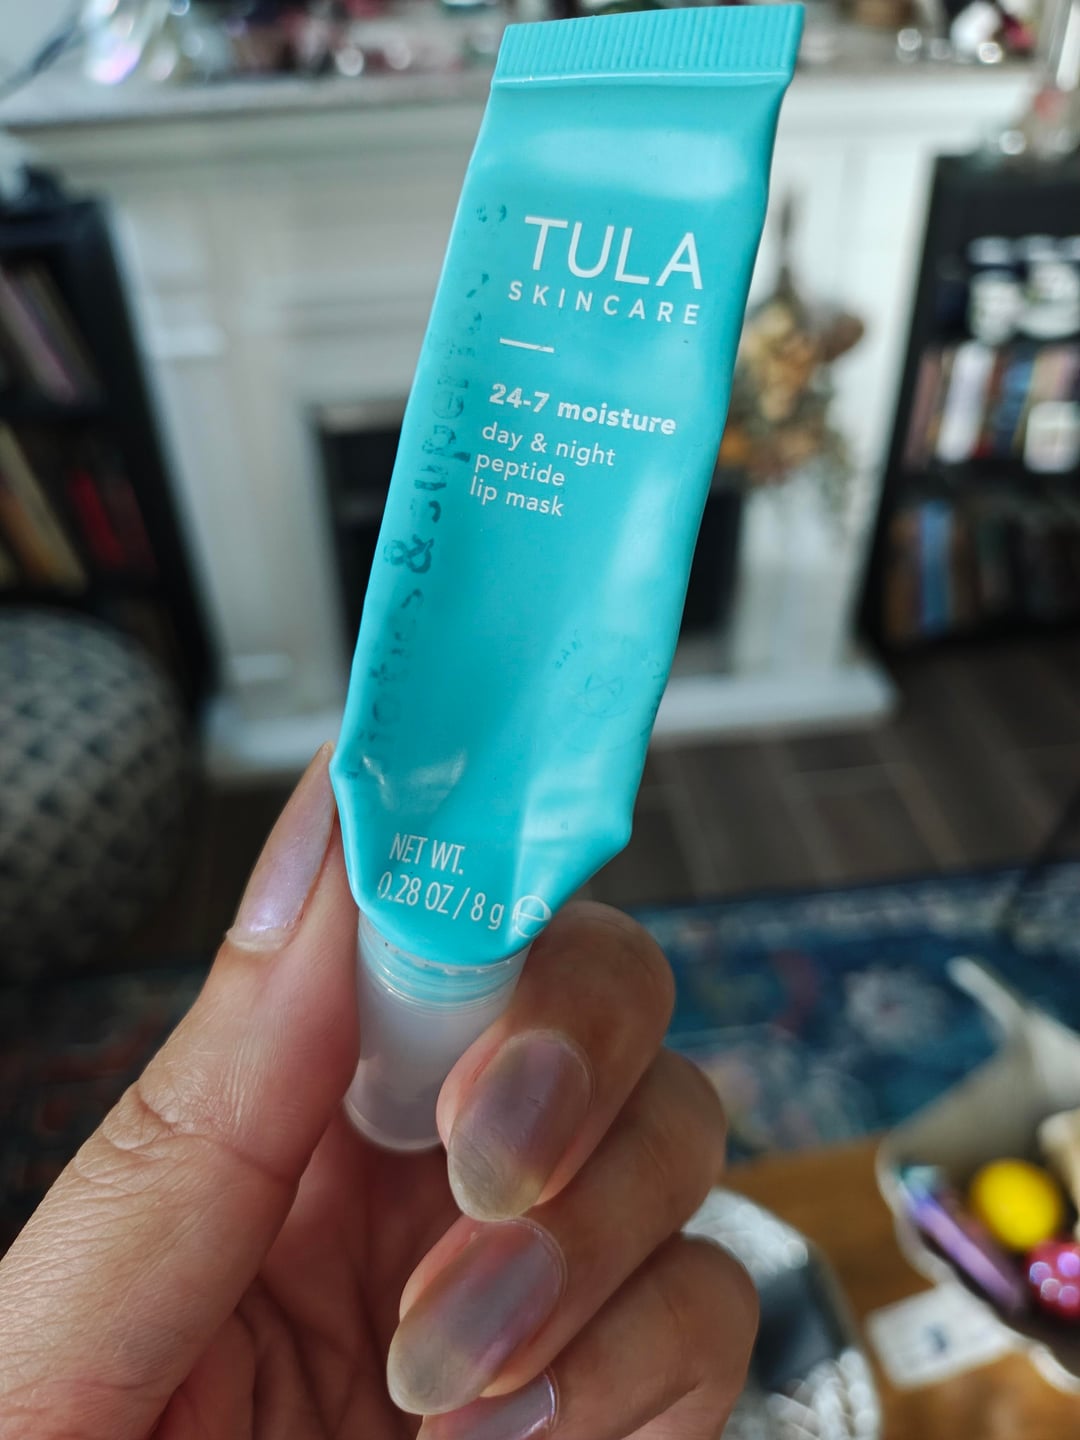 TULA
SKINCARE
24-7 moisture
day & night
peptide
lip mask
NET WT.
0.28 OZ / 8 g ℮